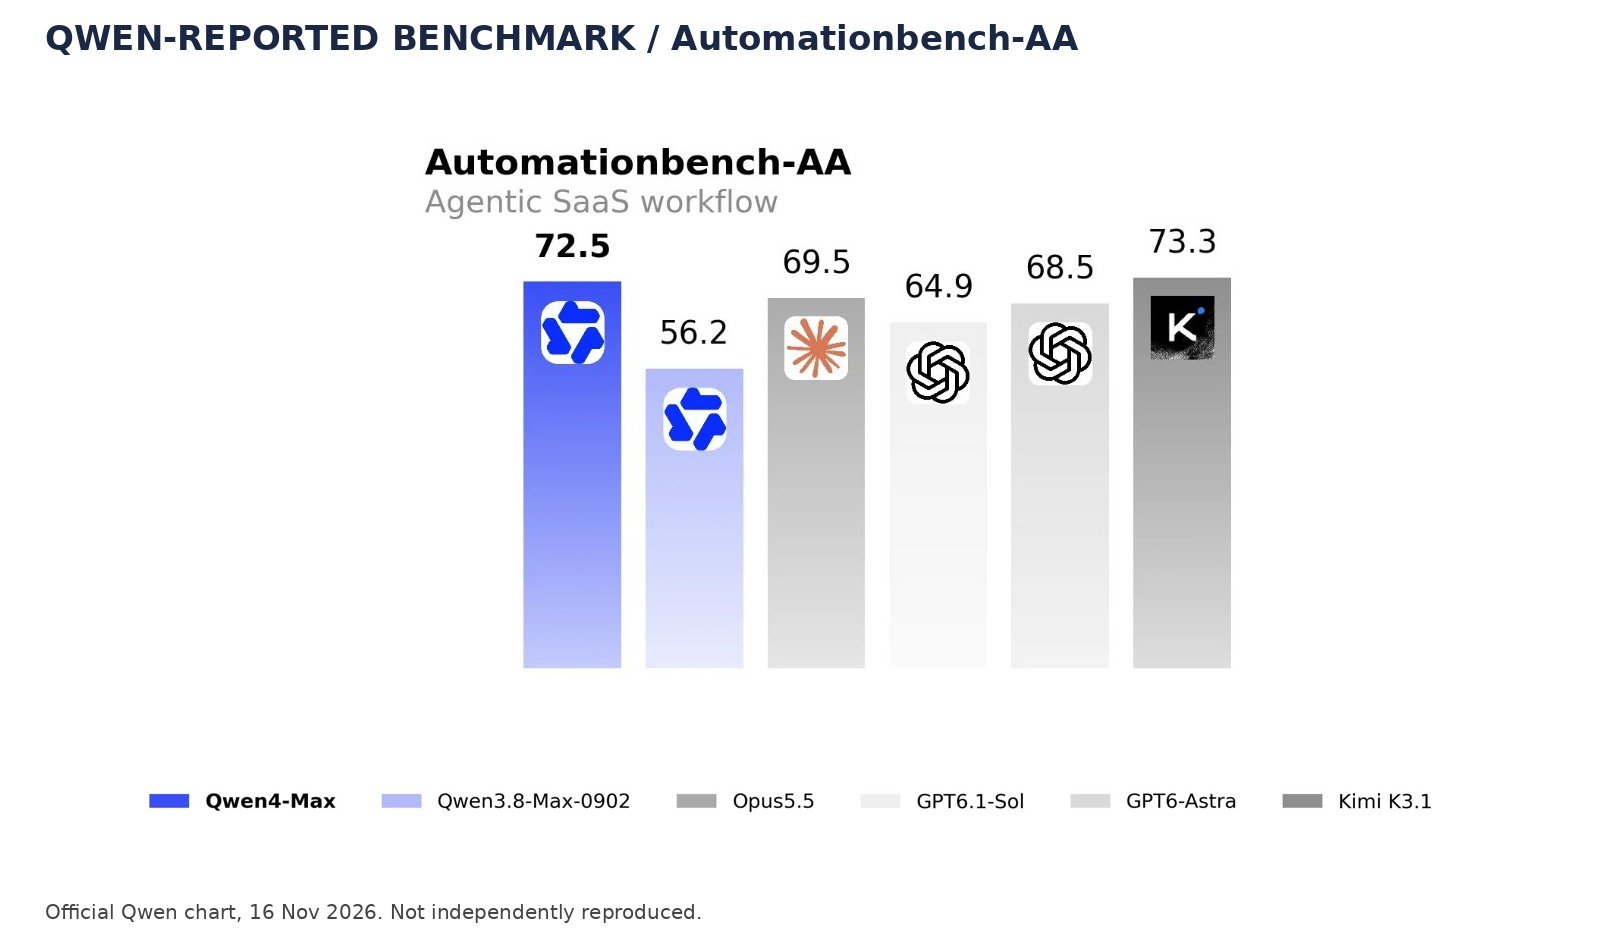 QWEN-REPORTED BENCHMARK / Automationbench-AA
Automationbench-AA
Agentic SaaS workflow
72.5
56.2
69.5
64.9
68.5
73.3
K
Qwen4-Max
Qwen3.8-Max-0902
Opus5.5
GPT6.1-Sol
GPT6-Astra
Kimi K3.1
Official Qwen chart, 16 Nov 2026. Not independently reproduced.